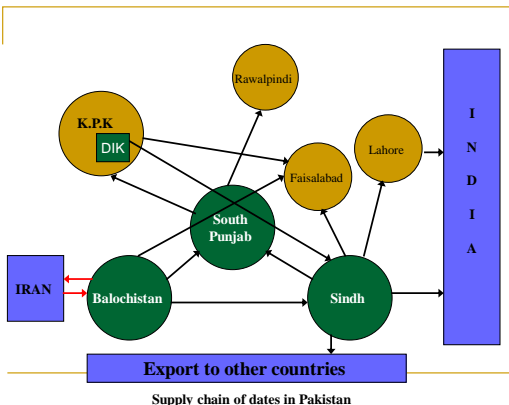 Rawalpindi
K.P.K
DIK
Lahore
Faisalabad
South
Punjab
I
N
D
I
A
IRAN
Balochistan
Sindh
Export to other countries
Supply chain of dates in Pakistan